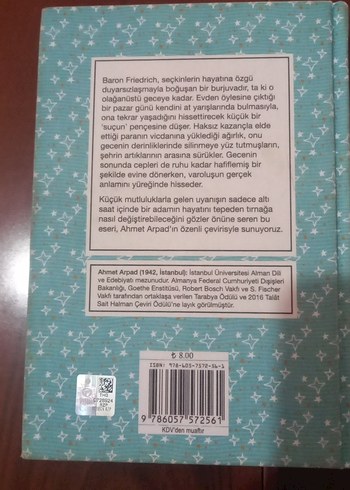 Baron Friedrich, seçkinlerin hayatına özgü
duyarsızlaşmayla boğuşan bir burjuvadır, ta ki o
olağanüstü geceye kadar. Evden öylesine çıktığı
bir pazar günü kendini at yarışlarında bulmasıyla,
ona tekrar yaşadığını hissettirecek küçük bir
'suçun' pençesine düşer. Haksız kazançla elde
ettiği paranın vicdanına yüklediği ağırlık, onu
gecenin derinliklerinde silinmeye yüz tutmuşların,
şehrin artıklarının arasına sürükler. Gecenin
sonunda cepleri de ruhu kadar hafiflemiş bir
şekilde evine dönerken, varoluşun gerçek
anlamını yüreğinde hisseder.
Küçük mutluluklarla gelen uyanışın sadece altı
saat içinde bir adamın hayatını tepeden tırnağa
nasıl değiştirebileceğini gözler önüne seren bu
eseri, Ahmet Arpad'ın özenli çevirisiyle sunuyoruz.
Ahmet Arpad (1942, İstanbul): İstanbul Üniversitesi Alman Dili
ve Edebiyatı mezunudur. Almanya Federal Cumhuriyeti Dışişleri
Bakanlığı, Goethe Enstitüsü, Robert Bosch Vakfı ve S. Fischer
Vakfı tarafından ortaklaşa verilen Tarabya Ödülü ve 2016 Talât
Sait Halman Çeviri Ödülü'ne layık görülmüştür.
₺ 8.00
ISBN: 978-605-7572-56-1
9 786057 572561
KDV'den muaftır